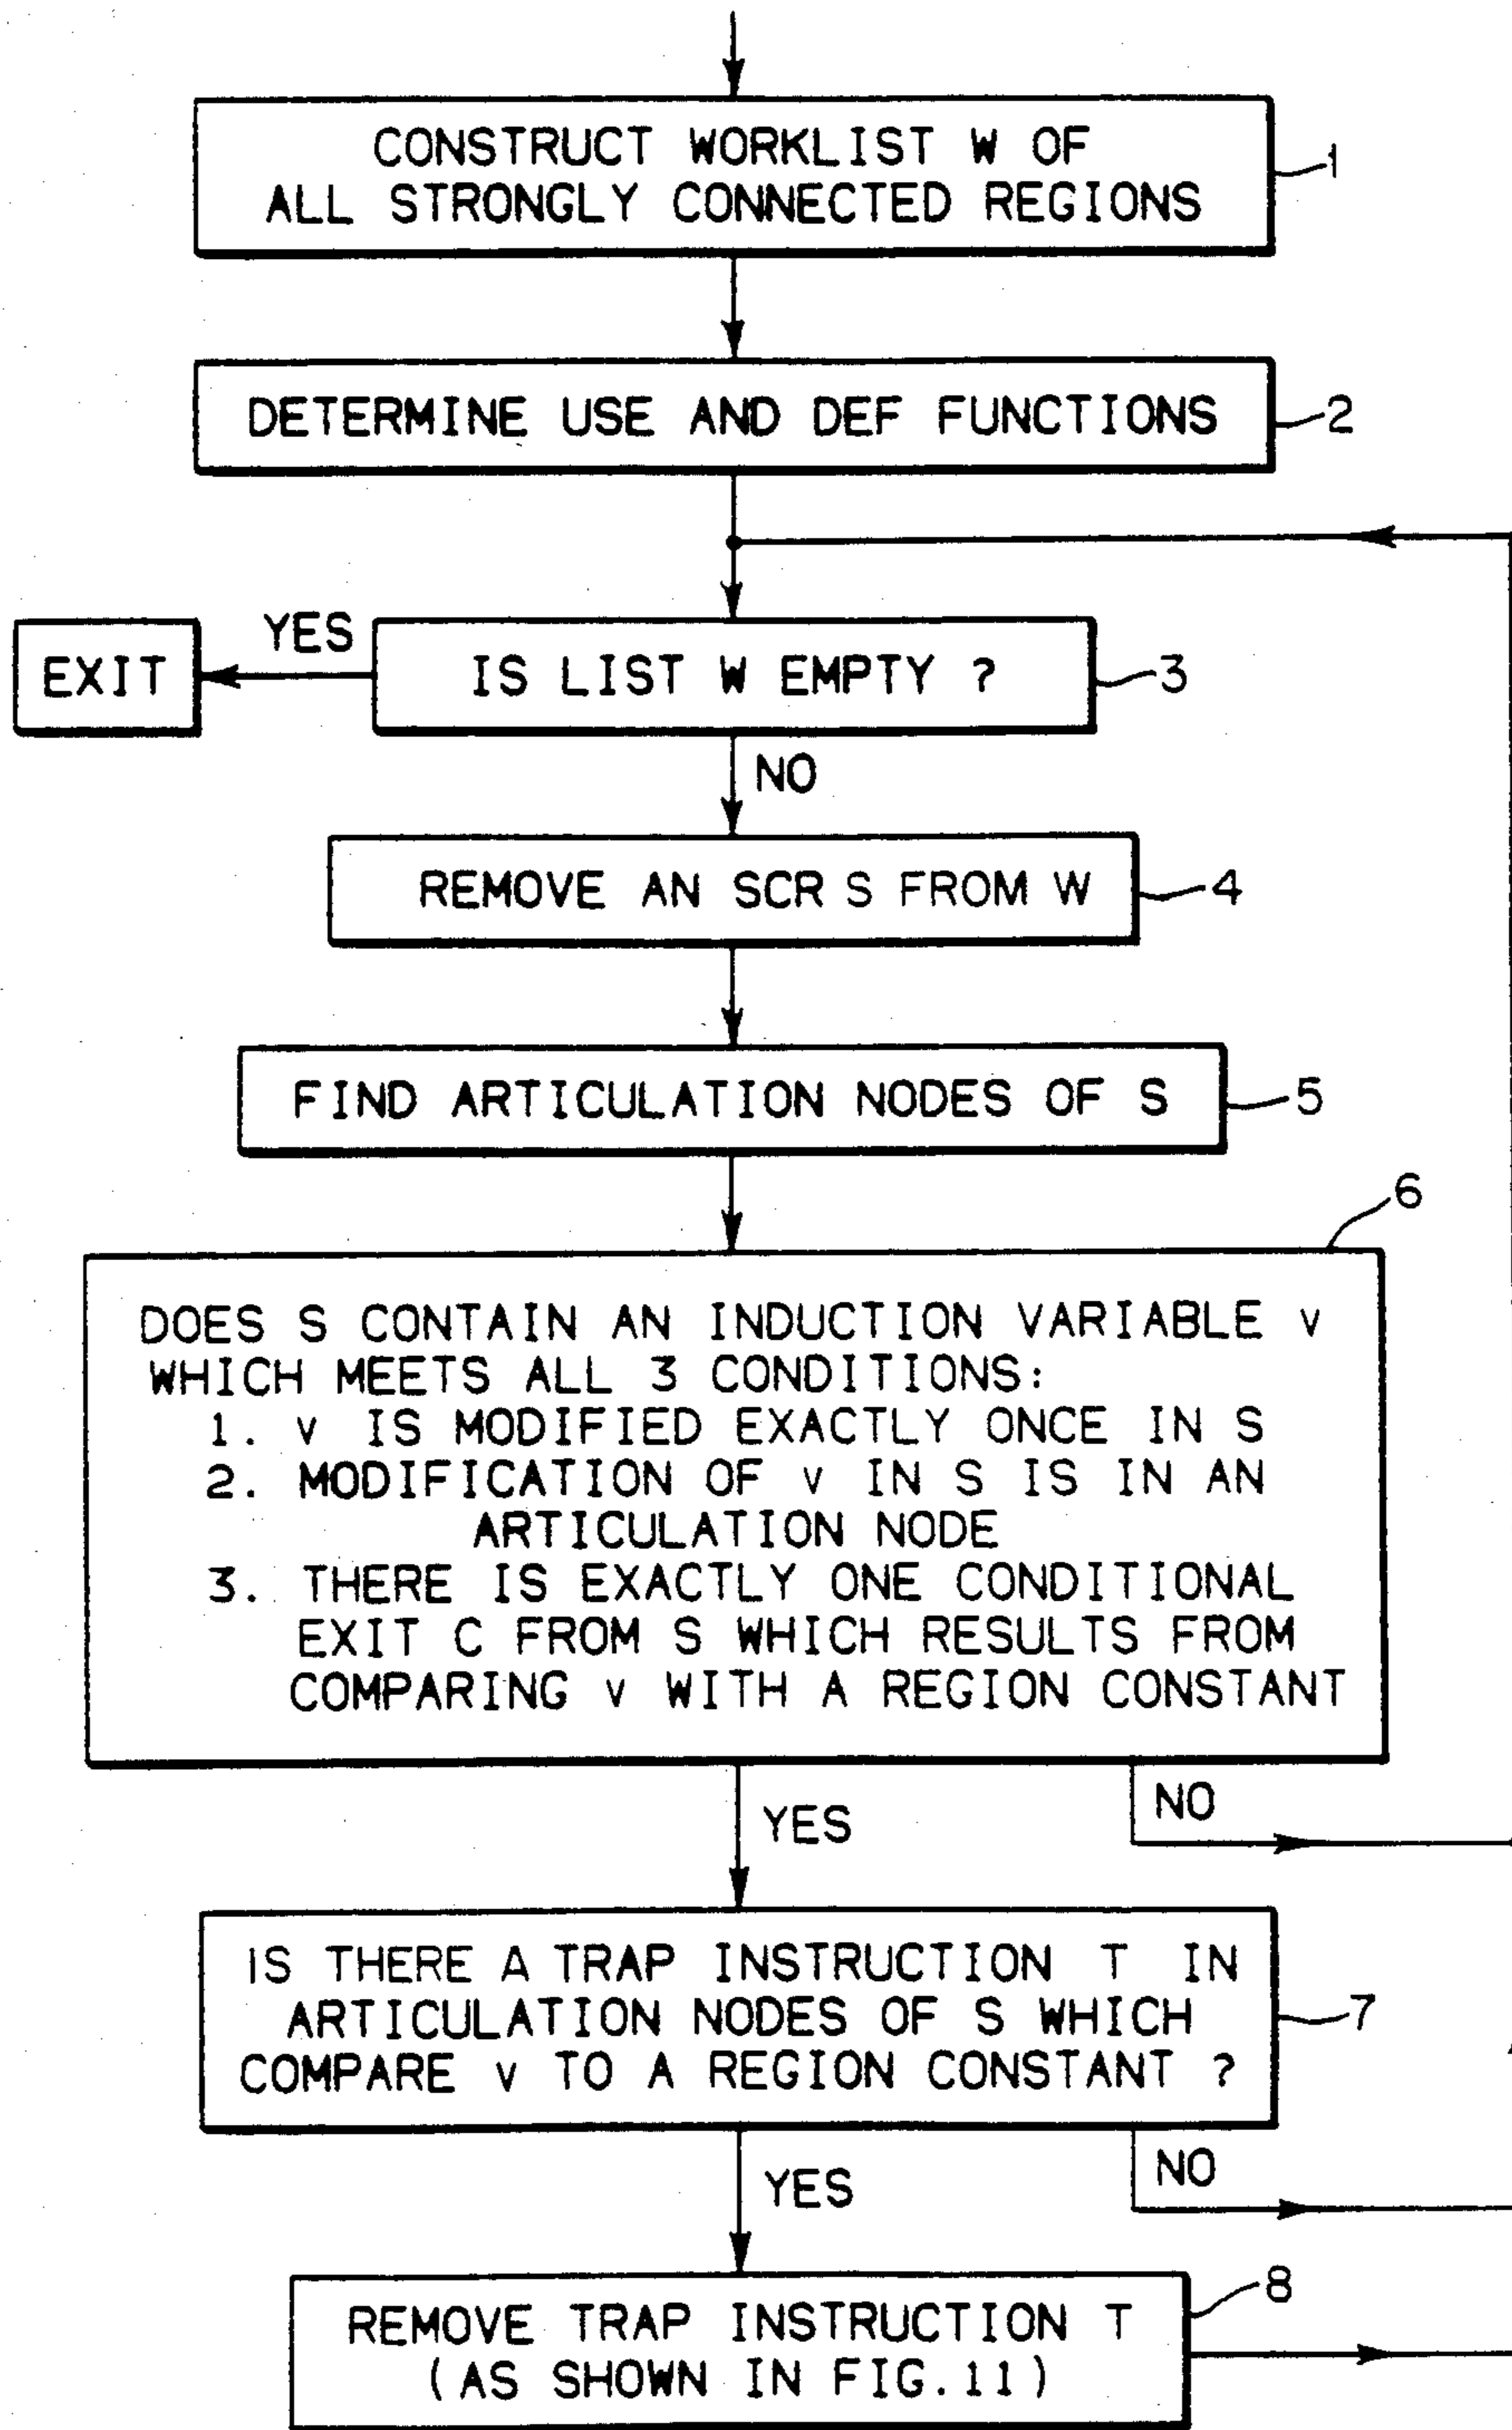 CONSTRUCT WORKLIST W OF
ALL STRONGLY CONNECTED REGIONS
1
DETERMINE USE AND DEF FUNCTIONS
2
EXIT
YES
IS LIST W EMPTY ?
3
NO
REMOVE AN SCR S FROM W
4
FIND ARTICULATION NODES OF S
5
6
DOES S CONTAIN AN INDUCTION VARIABLE v
WHICH MEETS ALL 3 CONDITIONS:
1. v IS MODIFIED EXACTLY ONCE IN S
2. MODIFICATION OF v IN S IS IN AN
ARTICULATION NODE
3. THERE IS EXACTLY ONE CONDITIONAL
EXIT C FROM S WHICH RESULTS FROM
COMPARING v WITH A REGION CONSTANT
YES
NO
IS THERE A TRAP INSTRUCTION T IN
ARTICULATION NODES OF S WHICH
COMPARE v TO A REGION CONSTANT ?
7
YES
NO
REMOVE TRAP INSTRUCTION T
(AS SHOWN IN FIG.11)
8